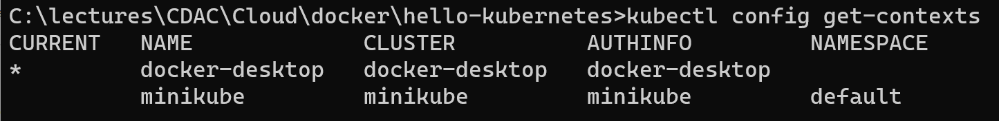 C:\lectures\CDAC\Cloud\docker\hello-kubernetes>kubectl config get-contexts
CURRENT   NAME             CLUSTER          AUTHINFO         NAMESPACE
*         docker-desktop   docker-desktop   docker-desktop
          minikube         minikube         minikube         default